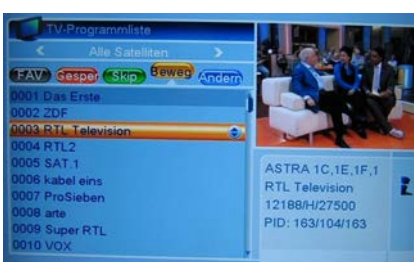 TV-Programmliste
Alle Satelliten
FAV Gesper Skip Beweg Ändern
0001 Das Erste
0002 ZDF
0003 RTL Television
0004 RTL2
0005 SAT.1
0006 kabel eins
0007 ProSieben
0008 arte
0009 Super RTL
0010 VOX
ASTRA 1C,1E,1F,1
RTL Television
12188/H/27500
PID: 163/104/163